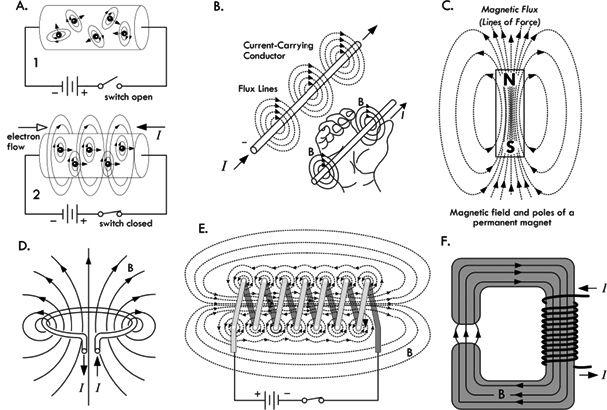 A.
1
−
+
switch open
electron
flow
I
2
−
+
switch closed
B.
Current-Carrying
Conductor
Flux Lines
−
I
B
I
B
C.
Magnetic Flux
(Lines of Force)
N
S
Magnetic field and poles of a
permanent magnet
D.
B
I
I
E.
B
+
−
F.
I
I
B